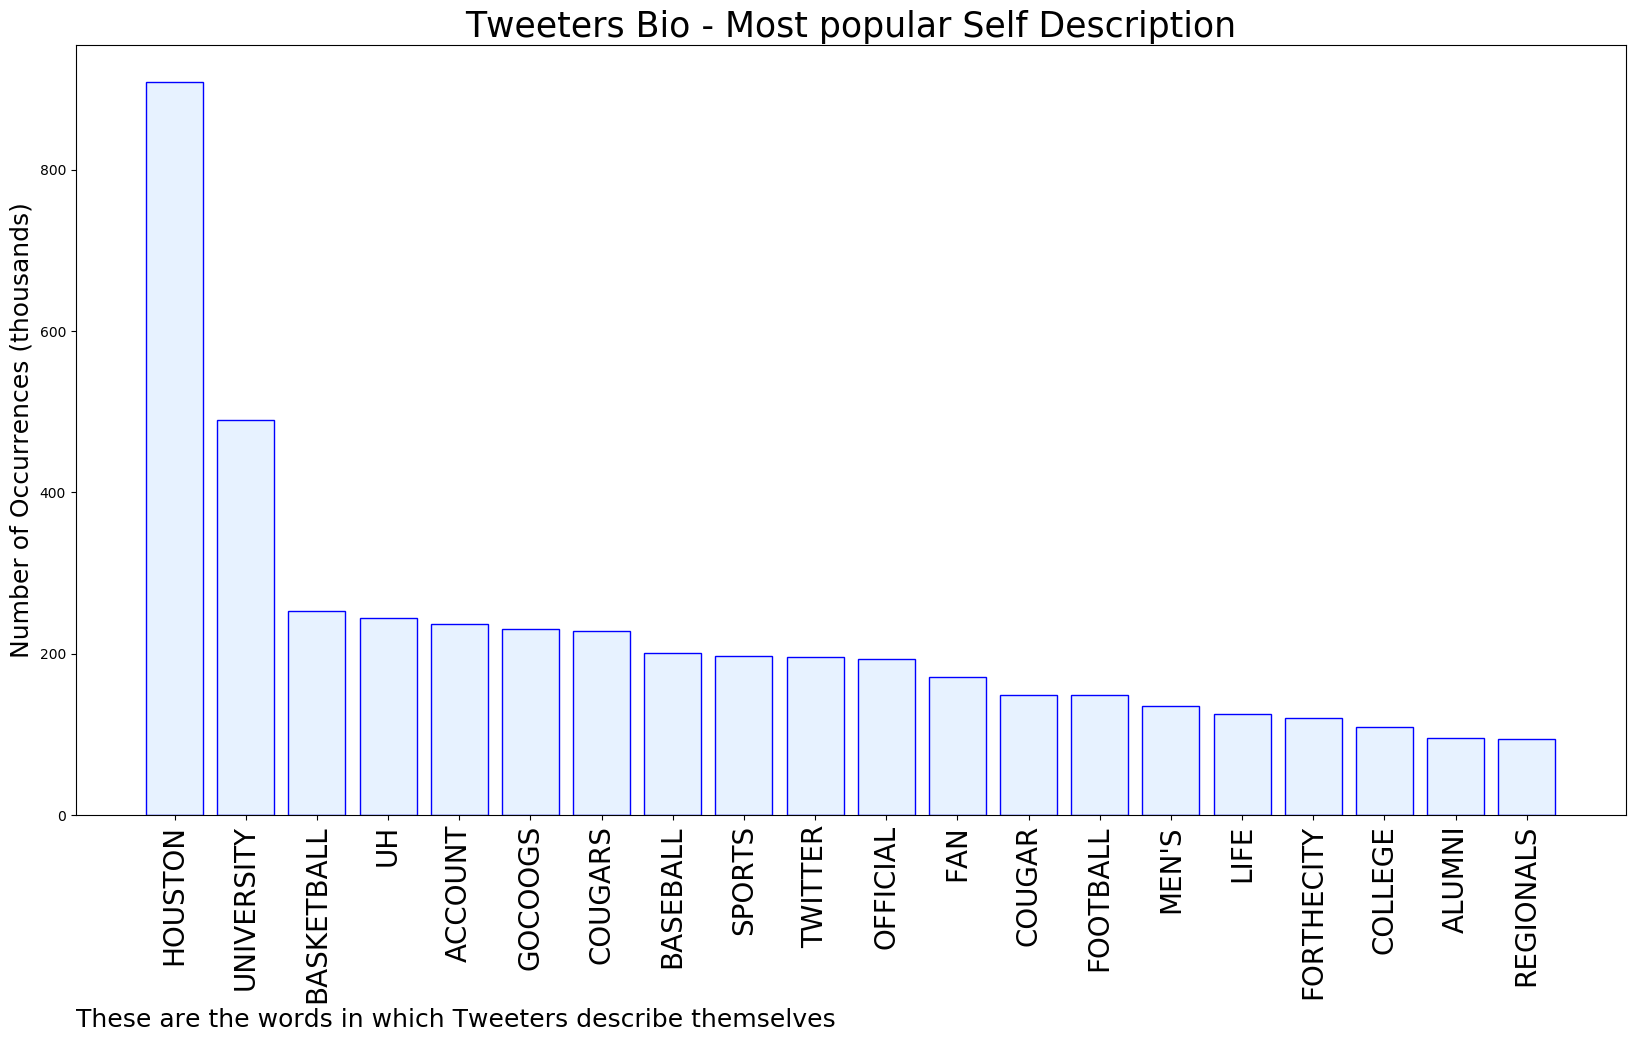 Tweeters Bio - Most popular Self Description
Number of Occurrences (thousands)
800
600
400
200
0
HOUSTON
UNIVERSITY
BASKETBALL
UH
ACCOUNT
GOCOOGS
COUGARS
BASEBALL
SPORTS
TWITTER
OFFICIAL
FAN
COUGAR
FOOTBALL
MEN'S
LIFE
FORTHECITY
COLLEGE
ALUMNI
REGIONALS
These are the words in which Tweeters describe themselves